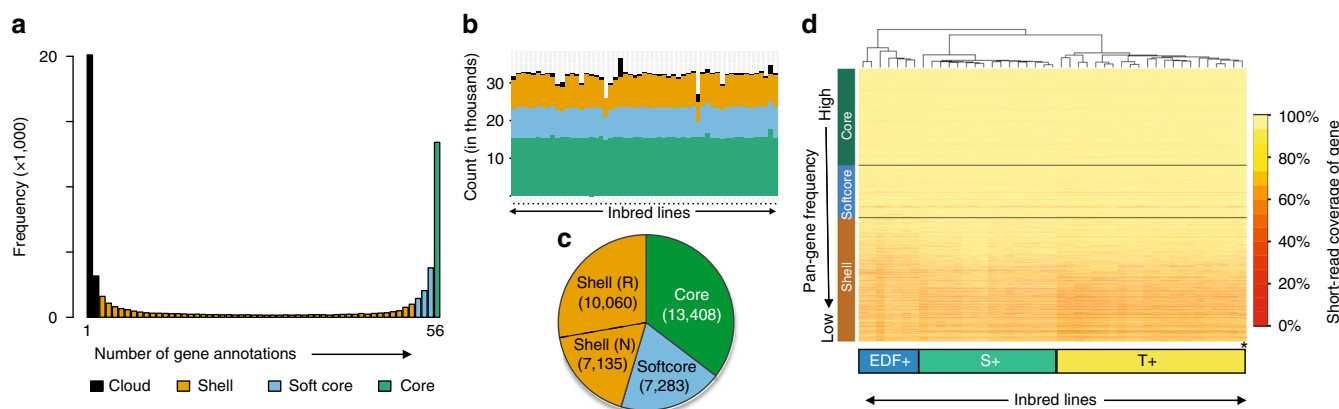 a
Frequency (×1,000)
20
0
1
56
Number of gene annotations
Cloud
Shell
Soft core
Core
b
Count (in thousands)
30
20
10
Inbred lines
c
Shell (R)
(10,060)
Core
(13,408)
Shell (N)
(7,135)
Softcore
(7,283)
d
Pan-gene frequency
High
Low
Core
Softcore
Shell
100%
80%
60%
40%
20%
0%
Short-read coverage of gene
*
EDF+
S+
T+
Inbred lines